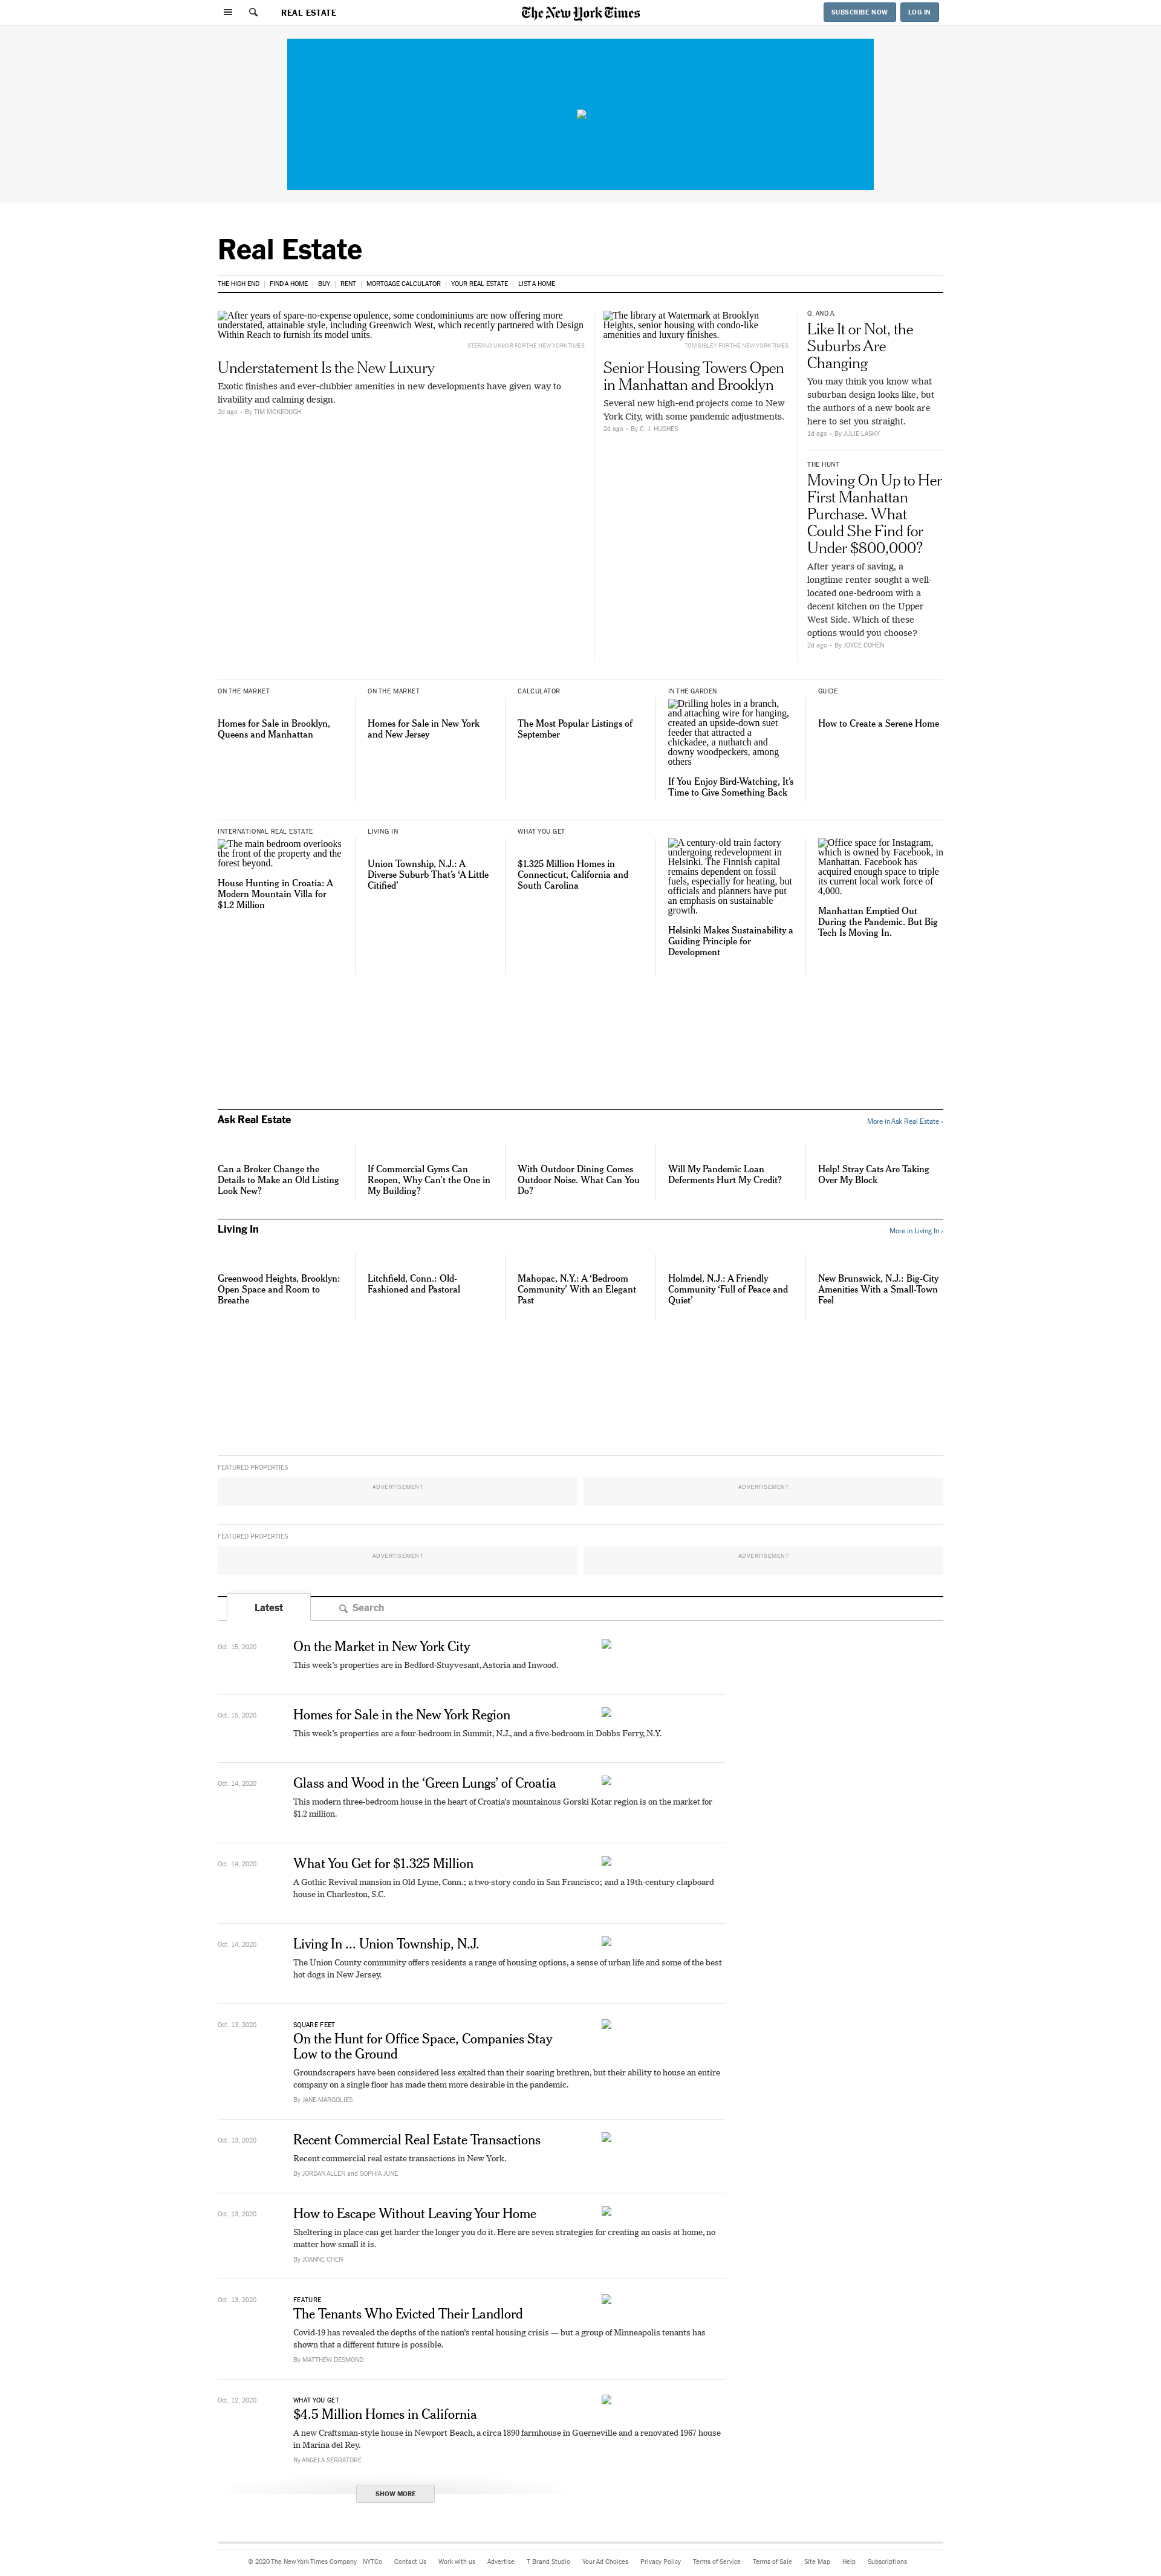 REAL ESTATE
The New York Times
SUBSCRIBE NOW
LOG IN
Real Estate
THE HIGH END
FIND A HOME
BUY
RENT
MORTGAGE CALCULATOR
YOUR REAL ESTATE
LIST A HOME
After years of spare-no-expense opulence, some condominiums are now offering more
understated, attainable style, including Greenwich West, which recently partnered with Design
Within Reach to furnish its model units.
STEFANO UKMAR FOR THE NEW YORK TIMES
Understatement Is the New Luxury
Exotic finishes and ever-clubbier amenities in new developments have given way to
livability and calming design.
2d ago • By TIM MCKEOUGH
The library at Watermark at Brooklyn
Heights, senior housing with condo-like
amenities and luxury finishes.
TOM SIBLEY FOR THE NEW YORK TIMES
Senior Housing Towers Open
in Manhattan and Brooklyn
Several new high-end projects come to New
York City, with some pandemic adjustments.
2d ago • By C. J. HUGHES
Q. AND A.
Like It or Not, the
Suburbs Are
Changing
You may think you know what
suburban design looks like, but
the authors of a new book are
here to set you straight.
1d ago • By JULIE LASKY
THE HUNT
Moving On Up to Her
First Manhattan
Purchase. What
Could She Find for
Under $800,000?
After years of saving, a
longtime renter sought a well-
located one-bedroom with a
decent kitchen on the Upper
West Side. Which of these
options would you choose?
2d ago • By JOYCE COHEN
ON THE MARKET
Homes for Sale in Brooklyn,
Queens and Manhattan
ON THE MARKET
Homes for Sale in New York
and New Jersey
CALCULATOR
The Most Popular Listings of
September
IN THE GARDEN
Drilling holes in a branch,
and attaching wire for hanging,
created an upside-down suet
feeder that attracted a
chickadee, a nuthatch and
downy woodpeckers, among
others
If You Enjoy Bird-Watching, It's
Time to Give Something Back
GUIDE
How to Create a Serene Home
INTERNATIONAL REAL ESTATE
The main bedroom overlooks
the front of the property and the
forest beyond.
House Hunting in Croatia: A
Modern Mountain Villa for
$1.2 Million
LIVING IN
Union Township, N.J.: A
Diverse Suburb That's ‘A Little
Citified’
WHAT YOU GET
$1.325 Million Homes in
Connecticut, California and
South Carolina
A century-old train factory
undergoing redevelopment in
Helsinki. The Finnish capital
remains dependent on fossil
fuels, especially for heating, but
officials and planners have put
an emphasis on sustainable
growth.
Helsinki Makes Sustainability a
Guiding Principle for
Development
Office space for Instagram,
which is owned by Facebook, in
Manhattan. Facebook has
acquired enough space to triple
its current local work force of
4,000.
Manhattan Emptied Out
During the Pandemic. But Big
Tech Is Moving In.
Ask Real Estate
More in Ask Real Estate ›
Can a Broker Change the
Details to Make an Old Listing
Look New?
If Commercial Gyms Can
Reopen, Why Can't the one in
My Building?
With Outdoor Dining Comes
Outdoor Noise. What Can You
Do?
Will My Pandemic Loan
Deferments Hurt My Credit?
Help! Stray Cats Are Taking
Over My Block
Living In
More in Living In ›
Greenwood Heights, Brooklyn:
Open Space and Room to
Breathe
Litchfield, Conn.: Old-
Fashioned and Pastoral
Mahopac, N.Y.: A ‘Bedroom
Community’ With an Elegant
Past
Holmdel, N.J.: A Friendly
Community ‘Full of Peace and
Quiet’
New Brunswick, N.J.: Big-City
Amenities With a Small-Town
Feel
FEATURED PROPERTIES
ADVERTISEMENT
ADVERTISEMENT
FEATURED PROPERTIES
ADVERTISEMENT
ADVERTISEMENT
Latest
Search
Oct. 15, 2020
On the Market in New York City
This week's properties are in Bedford-Stuyvesant, Astoria and Inwood.
Oct. 15, 2020
Homes for Sale in the New York Region
This week's properties are a four-bedroom in Summit, N.J., and a five-bedroom in Dobbs Ferry, N.Y.
Oct. 14, 2020
Glass and Wood in the ‘Green Lungs’ of Croatia
This modern three-bedroom house in the heart of Croatia's mountainous Gorski Kotar region is on the market for
$1.2 million.
Oct. 14, 2020
What You Get for $1.325 Million
A Gothic Revival mansion in Old Lyme, Conn.; a two-story condo in San Francisco; and a 19th-century clapboard
house in Charleston, S.C.
Oct. 14, 2020
Living In ... Union Township, N.J.
The Union County community offers residents a range of housing options, a sense of urban life and some of the best
hot dogs in New Jersey.
Oct. 13, 2020
SQUARE FEET
On the Hunt for Office Space, Companies Stay
Low to the Ground
Groundscrapers have been considered less exalted than their soaring brethren, but their ability to house an entire
company on a single floor has made them more desirable in the pandemic.
By JANE MARGOLIES
Oct. 13, 2020
Recent Commercial Real Estate Transactions
Recent commercial real estate transactions in New York.
By JORDAN ALLEN and SOPHIA JUNE
Oct. 13, 2020
How to Escape Without Leaving Your Home
Sheltering in place can get harder the longer you do it. Here are seven strategies for creating an oasis at home, no
matter how small it is.
By JOANNE CHEN
Oct. 13, 2020
FEATURE
The Tenants Who Evicted Their Landlord
Covid-19 has revealed the depths of the nation's rental housing crisis — but a group of Minneapolis tenants has
shown that a different future is possible.
By MATTHEW DESMOND
Oct. 12, 2020
WHAT YOU GET
$4.5 Million Homes in California
A new Craftsman-style house in Newport Beach, a circa 1890 farmhouse in Guerneville and a renovated 1967 house
in Marina del Rey.
By ANGELA SERRATORE
SHOW MORE
© 2020 The New York Times Company
NYTCo
Contact Us
Work with us
Advertise
T Brand Studio
Your Ad Choices
Privacy Policy
Terms of Service
Terms of Sale
Site Map
Help
Subscriptions